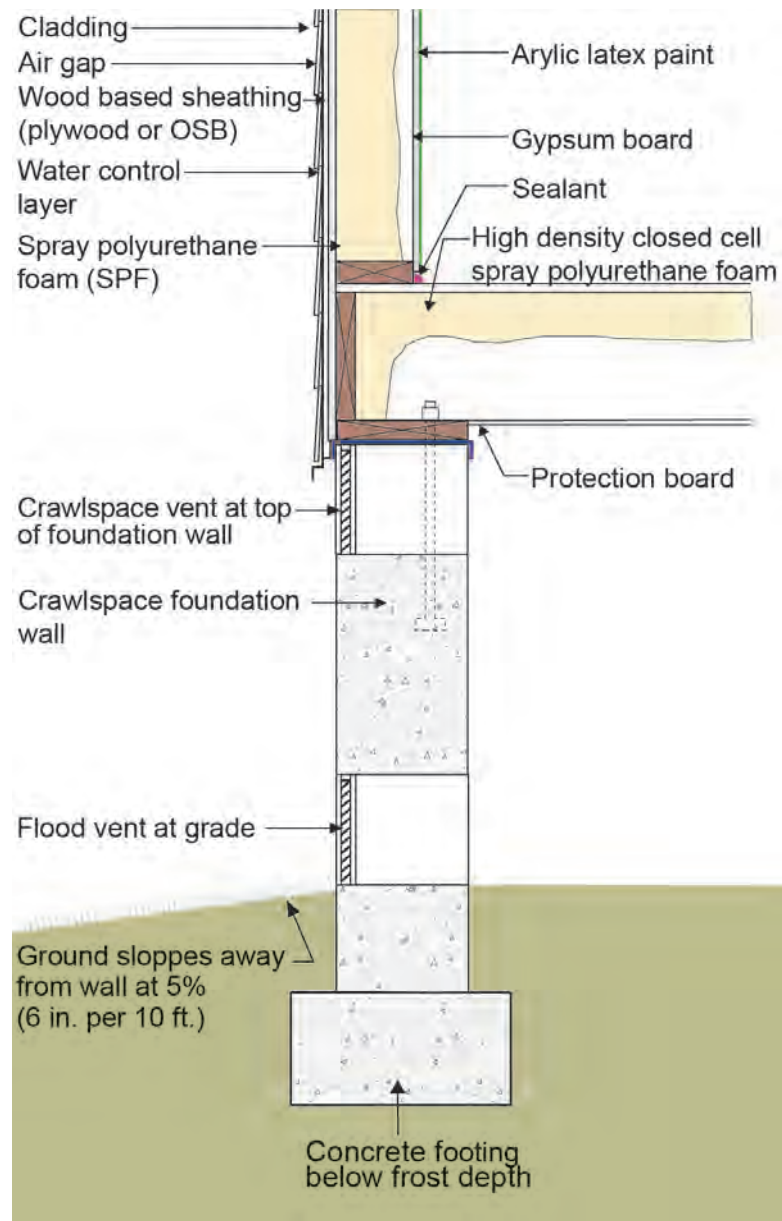 Cladding
Air gap
Wood based sheathing
(plywood or OSB)
Water control
layer
Spray polyurethane
foam (SPF)
Arylic latex paint
Gypsum board
Sealant
High density closed cell
spray polyurethane foam
Protection board
Crawlspace vent at top
of foundation wall
Crawlspace foundation
wall
Flood vent at grade
Ground sloppes away
from wall at 5%
(6 in. per 10 ft.)
Concrete footing
below frost depth